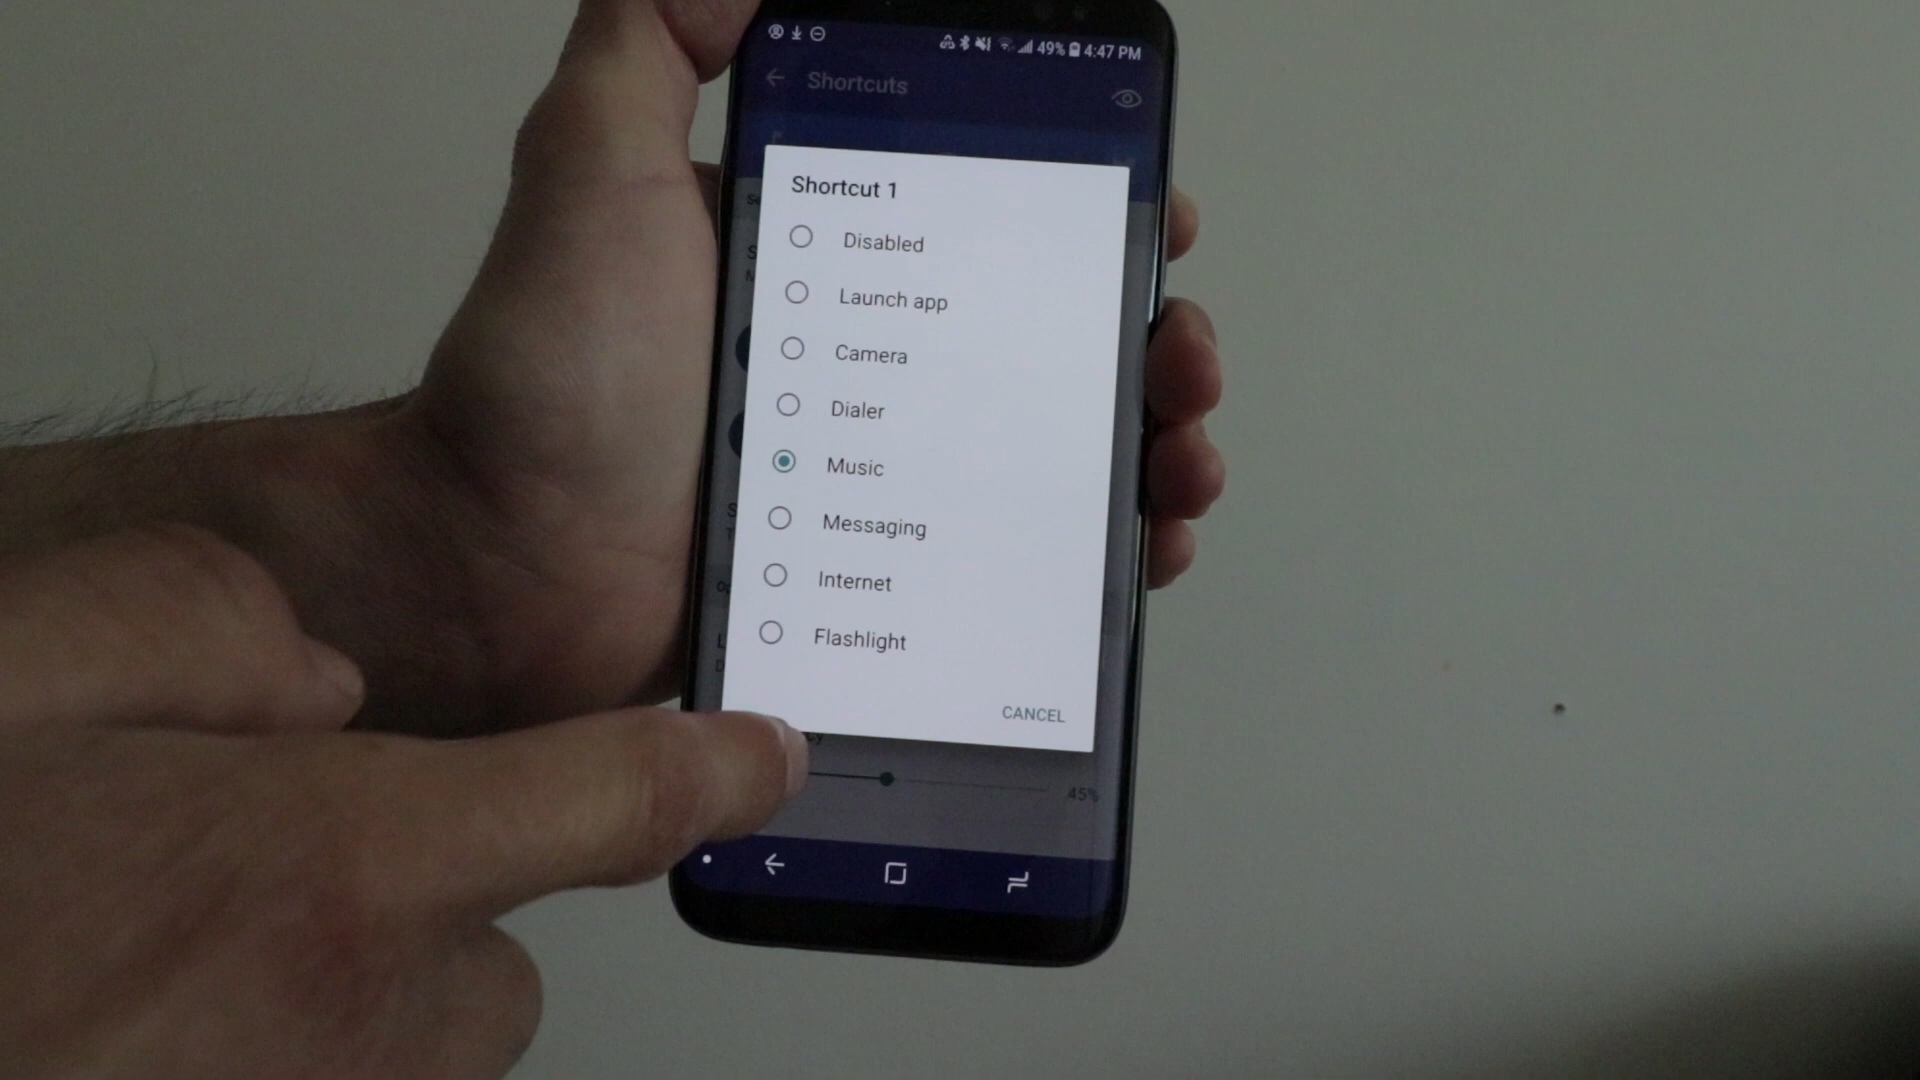 49% 4:47 PM
Shortcuts
Shortcut 1
Disabled
Launch app
Camera
Dialer
Music
Messaging
Internet
Flashlight
CANCEL
45%